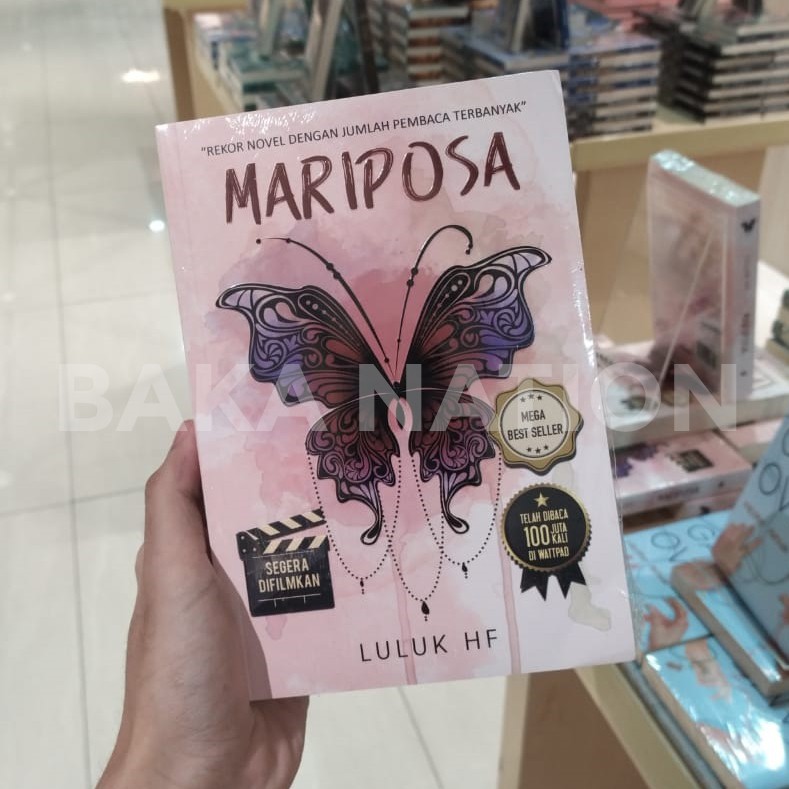 "REKOR NOVEL DENGAN JUMLAH PEMBACA TERBANYAK"
MARIPOSA
BAKA NATION
MEGA
BEST SELLER
TELAH DIBACA
100 JUTA KALI
DI WATTPAD
SEGERA
DIFILMKAN
LULUK HF